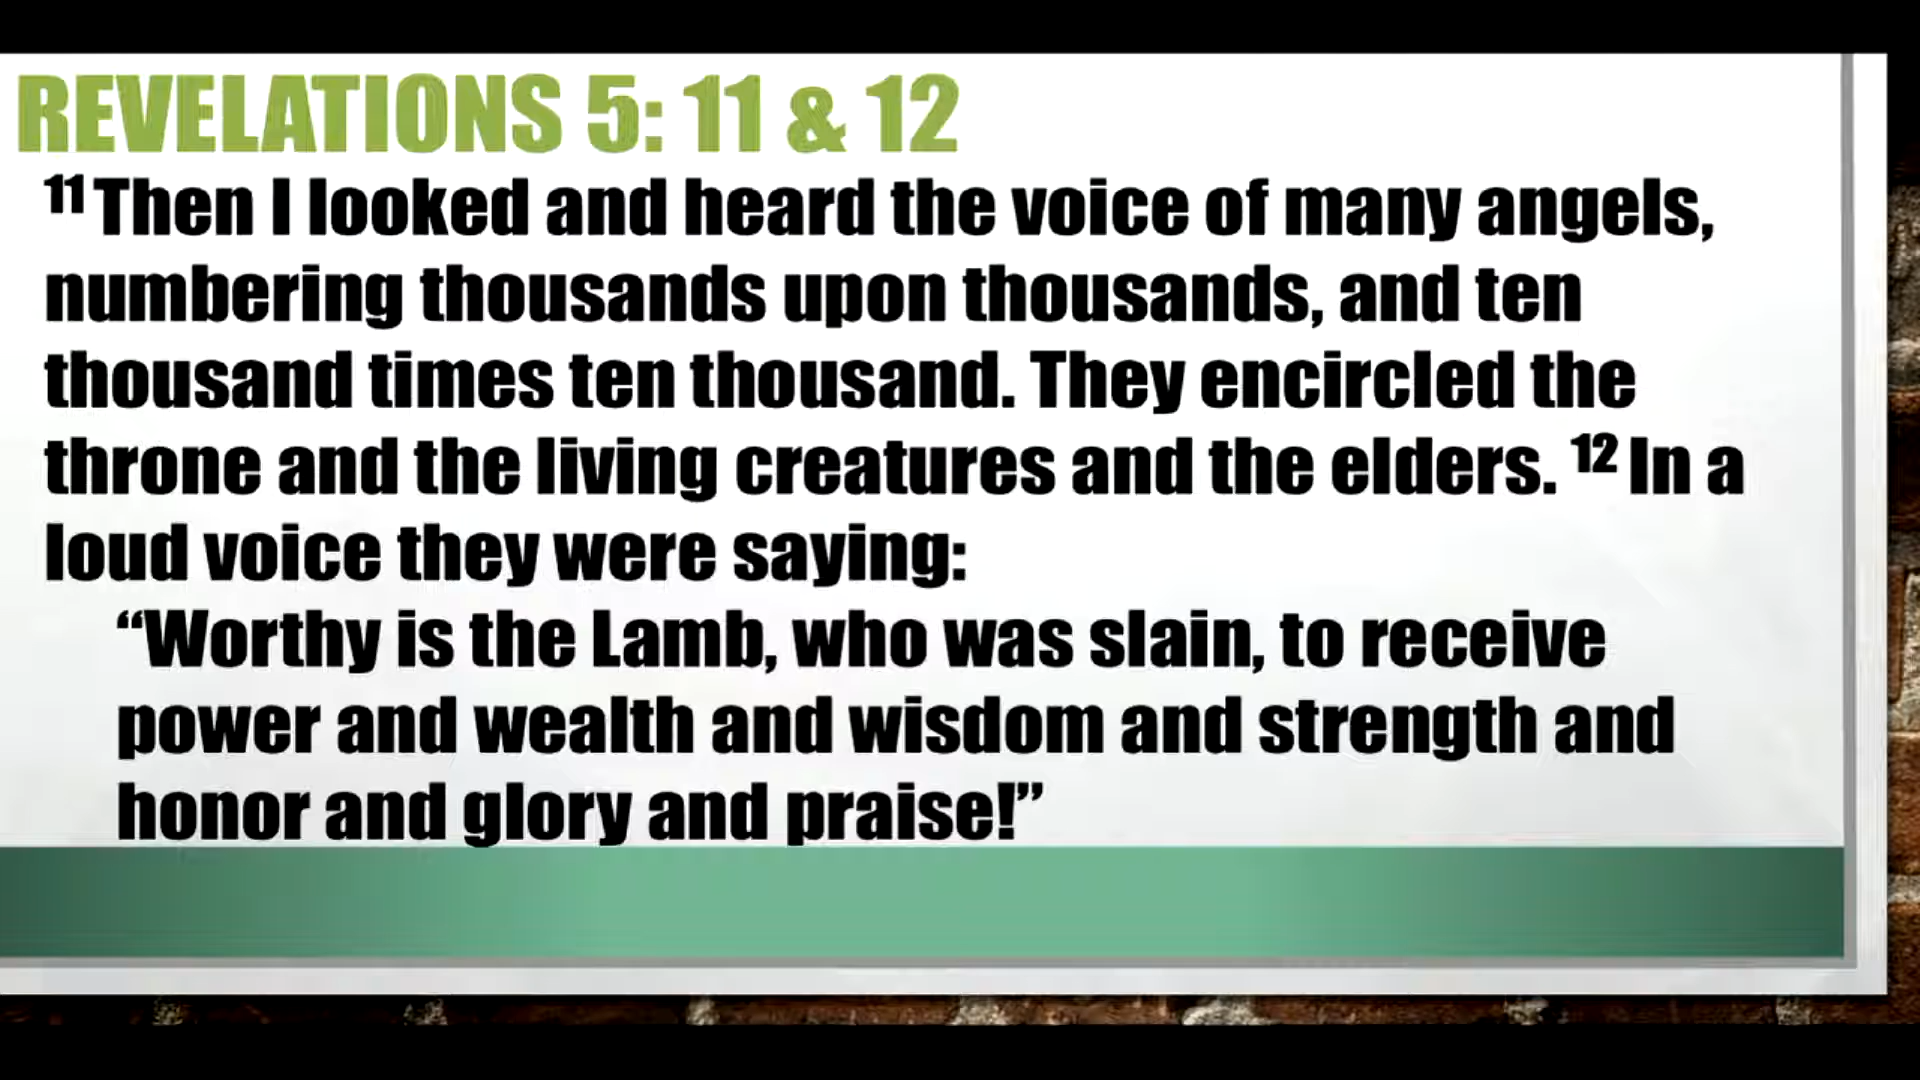 REVELATIONS 5: 11 & 12
11 Then I looked and heard the voice of many angels,
numbering thousands upon thousands, and ten
thousand times ten thousand. They encircled the
throne and the living creatures and the elders. 12 In a
loud voice they were saying:
“Worthy is the Lamb, who was slain, to receive
power and wealth and wisdom and strength and
honor and glory and praise!”